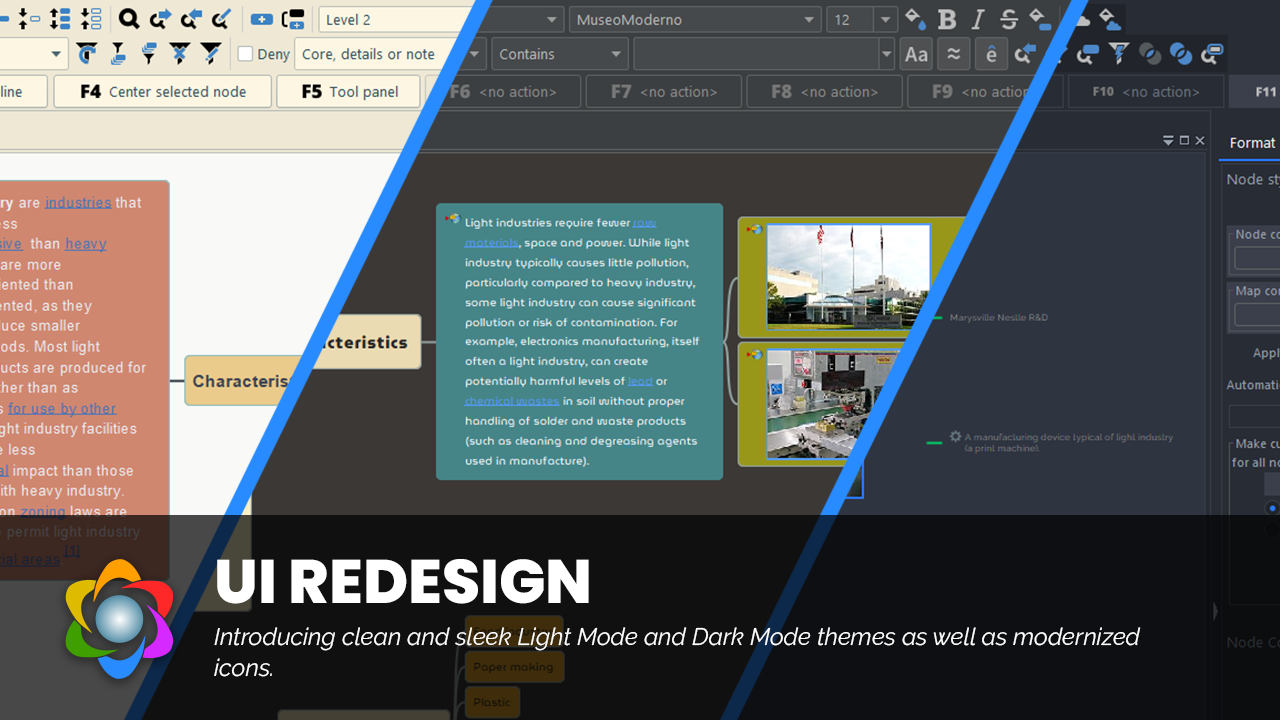 Level 2
MuseoModerno
12
B I S
Deny
Core, details or note
Contains
Aa ≈ ê
line
F4 Center selected node
F5 Tool panel
F6 <no action>
F7 <no action>
F8 <no action>
F9 <no action>
F10 <no action>
F11
Format
Node
ry are industries that
ess
sive than heavy
are more
iented than
ented, as they
duce smaller
ods. Most light
ucts are produced for
ther than as
s for use by other
ght industry facilities
e less
al impact than those
ith heavy industry.
on zoning laws are
permit light industry
cial areas [1]
Characteris
cteristics
Light industries require fewer raw
materials, space and power. While light
industry typically causes little pollution,
particularly compared to heavy industry,
some light industry can cause significant
pollution or risk of contamination. For
example, electronics manufacturing, itself
often a light industry, can create
potentially harmful levels of lead or
chemical wastes in soil without proper
handling of solder and waste products
(such as cleaning and degreasing agents
used in manufacture).
Marysville Nestle R&D
A manufacturing device typical of light industry
(a print machine).
Node co
Map con
Appl
Automati
Make cu
for all no
UI REDESIGN
Introducing clean and sleek Light Mode and Dark Mode themes as well as modernized
icons.
Paper making
Plastic
Node Co